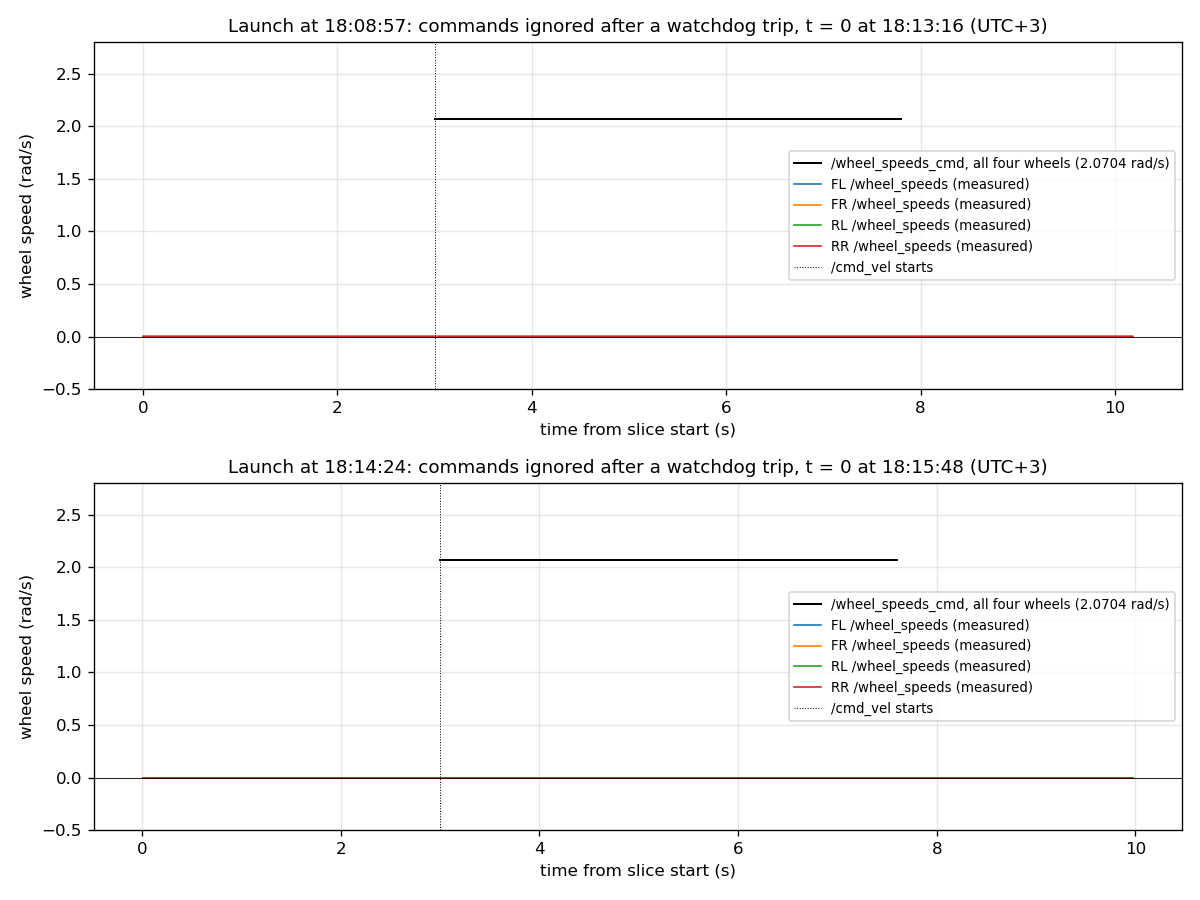 Launch at 18:08:57: commands ignored after a watchdog trip, t = 0 at 18:13:16 (UTC+3)
wheel speed (rad/s)
2.5
2.0
1.5
1.0
0.5
0.0
−0.5
/wheel_speeds_cmd, all four wheels (2.0704 rad/s)
FL /wheel_speeds (measured)
FR /wheel_speeds (measured)
RL /wheel_speeds (measured)
RR /wheel_speeds (measured)
/cmd_vel starts
0 2 4 6 8 10
time from slice start (s)
Launch at 18:14:24: commands ignored after a watchdog trip, t = 0 at 18:15:48 (UTC+3)
wheel speed (rad/s)
2.5
2.0
1.5
1.0
0.5
0.0
−0.5
/wheel_speeds_cmd, all four wheels (2.0704 rad/s)
FL /wheel_speeds (measured)
FR /wheel_speeds (measured)
RL /wheel_speeds (measured)
RR /wheel_speeds (measured)
/cmd_vel starts
0 2 4 6 8 10
time from slice start (s)